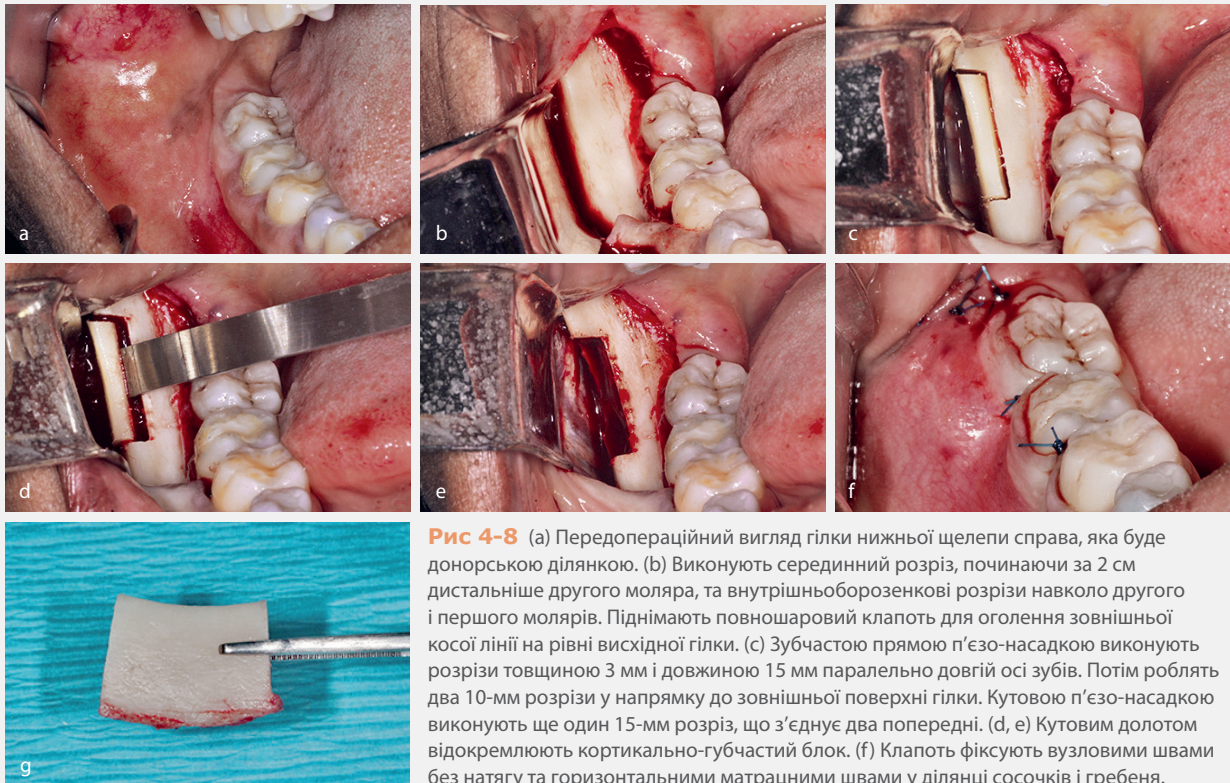 a
b
c
d
e
f
g
Рис 4-8 (a) Передопераційний вигляд гілки нижньої щелепи справа, яка буде
донорською ділянкою. (b) Виконують серединний розріз, починаючи за 2 см
дистальніше другого моляра, та внутрішньоборозенкові розрізи навколо другого
і першого молярів. Піднімають повношаровий клапоть для оголення зовнішньої
косої лінії на рівні висхідної гілки. (c) Зубчастою прямою п’єзо-насадкою виконують
розрізи товщиною 3 мм і довжиною 15 мм паралельно довгій осі зубів. Потім роблять
два 10-мм розрізи у напрямку до зовнішньої поверхні гілки. Кутовою п’єзо-насадкою
виконують ще один 15-мм розріз, що з’єднує два попередні. (d, e) Кутовим долотом
відокремлюють кортикально-губчастий блок. (f) Клапоть фіксують вузловими швами
без натягу та горизонтальними матрацними швами у ділянці сосочків і гребеня.